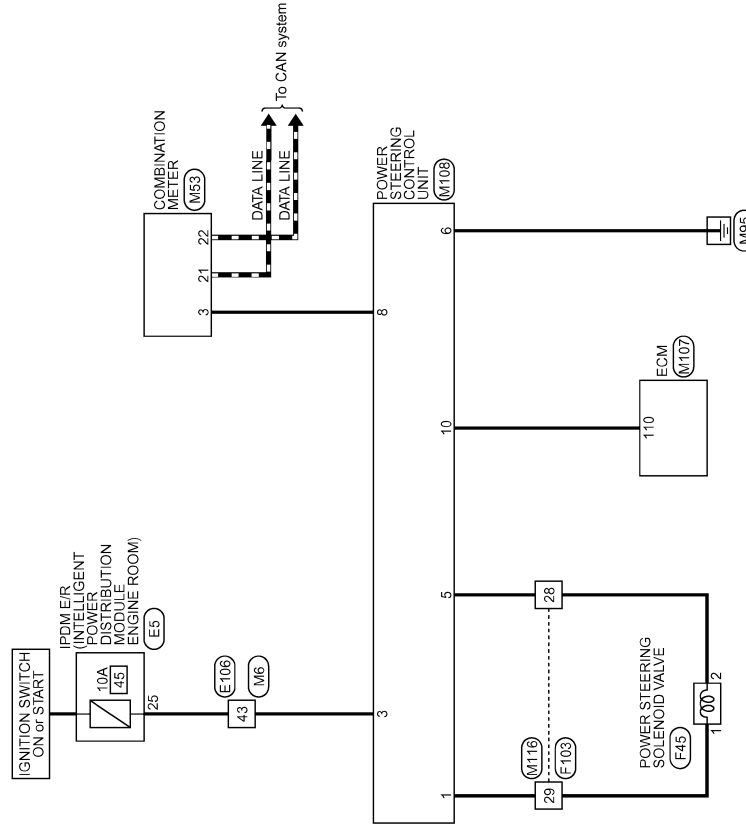 IGNITION SWITCH
ON or START
IPDM E/R
(INTELLIGENT
POWER
DISTRIBUTION
MODULE
ENGINE ROOM)
E5
10A
45
25
E106
M6
43
3
COMBINATION
METER
M53
3
21
22
DATA LINE
DATA LINE
To CAN system
8
POWER
STEERING
CONTROL
UNIT
M108
1
5
10
6
M116
F103
29
28
POWER STEERING
SOLENOID VALVE
F45
1
2
ECM
M107
110
M95